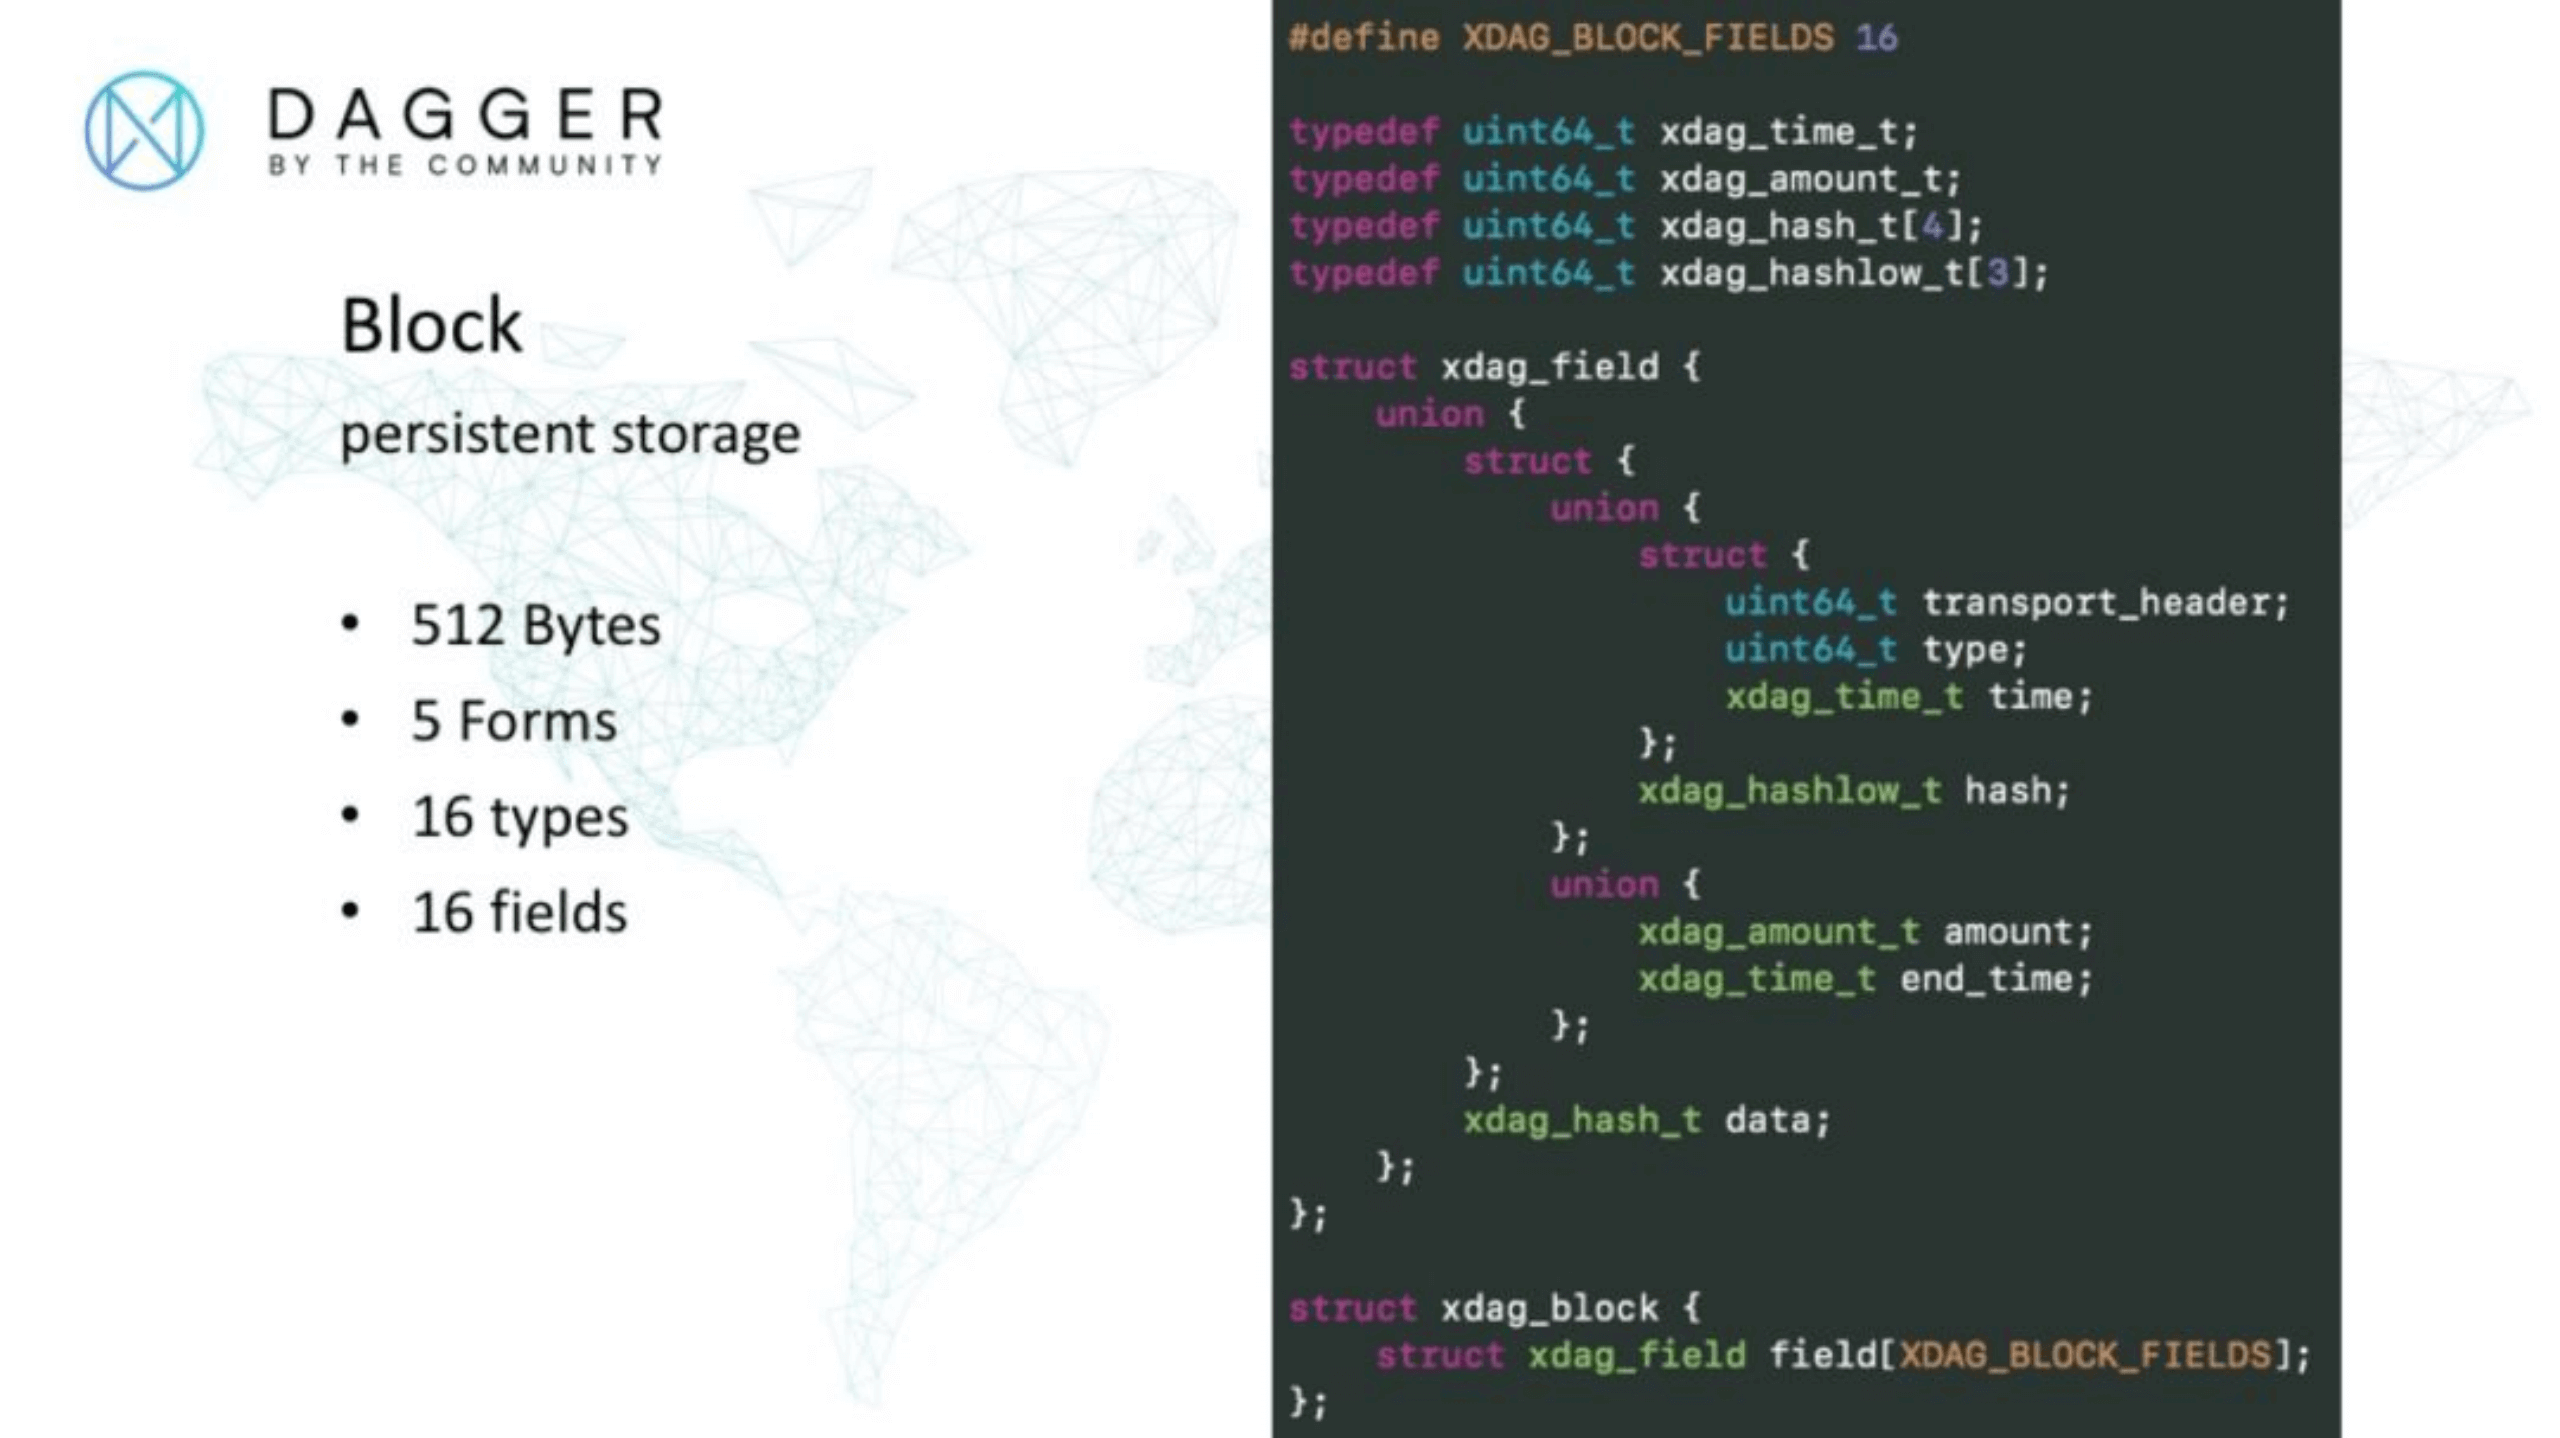 DAGGER
BY THE COMMUNITY
Block
persistent storage
• 512 Bytes
• 5 Forms
• 16 types
• 16 fields
#define XDAG_BLOCK_FIELDS 16
typedef uint64_t xdag_time_t;
typedef uint64_t xdag_amount_t;
typedef uint64_t xdag_hash_t[4];
typedef uint64_t xdag_hashlow_t[3];
struct xdag_field {
union {
struct {
union {
struct {
uint64_t transport_header;
uint64_t type;
xdag_time_t time;
};
xdag_hashlow_t hash;
};
union {
xdag_amount_t amount;
xdag_time_t end_time;
};
};
xdag_hash_t data;
};
};
struct xdag_block {
struct xdag_field field[XDAG_BLOCK_FIELDS];
};